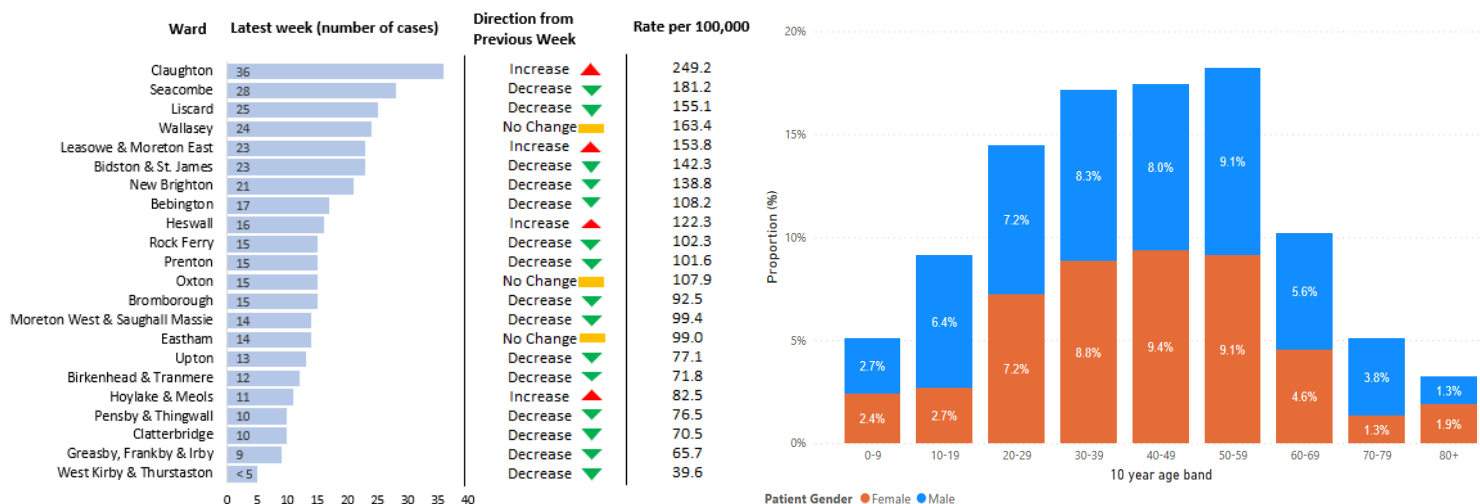 Ward Latest week (number of cases) Direction from Previous Week Rate per 100,000
Claughton 36 Increase 249.2
Seacombe 28 Decrease 181.2
Liscard 25 Decrease 155.1
Wallasey 24 No Change 163.4
Leasowe & Moreton East 23 Increase 153.8
Bidston & St. James 23 Decrease 142.3
New Brighton 21 Decrease 138.8
Bebington 17 Decrease 108.2
Heswall 16 Increase 122.3
Rock Ferry 15 Decrease 102.3
Prenton 15 Decrease 101.6
Oxton 15 No Change 107.9
Bromborough 15 Decrease 92.5
Moreton West & Saughall Massie 14 Decrease 99.4
Eastham 14 No Change 99.0
Upton 13 Decrease 77.1
Birkenhead & Tranmere 12 Decrease 71.8
Hoylake & Meols 11 Increase 82.5
Pensby & Thingwall 10 Decrease 76.5
Clatterbridge 10 Decrease 70.5
Greasby, Frankby & Irby 9 Decrease 65.7
West Kirby & Thurstaston < 5 Decrease 39.6
0 5 10 15 20 25 30 35 40
Proportion (%)
20%
15%
10%
5%
0%
2.7% 6.4% 7.2% 8.3% 8.0% 9.1% 5.6% 3.8% 1.3%
2.4% 2.7% 7.2% 8.8% 9.4% 9.1% 4.6% 1.3% 1.9%
0-9 10-19 20-29 30-39 40-49 50-59 60-69 70-79 80+
10 year age band
Patient Gender Female Male